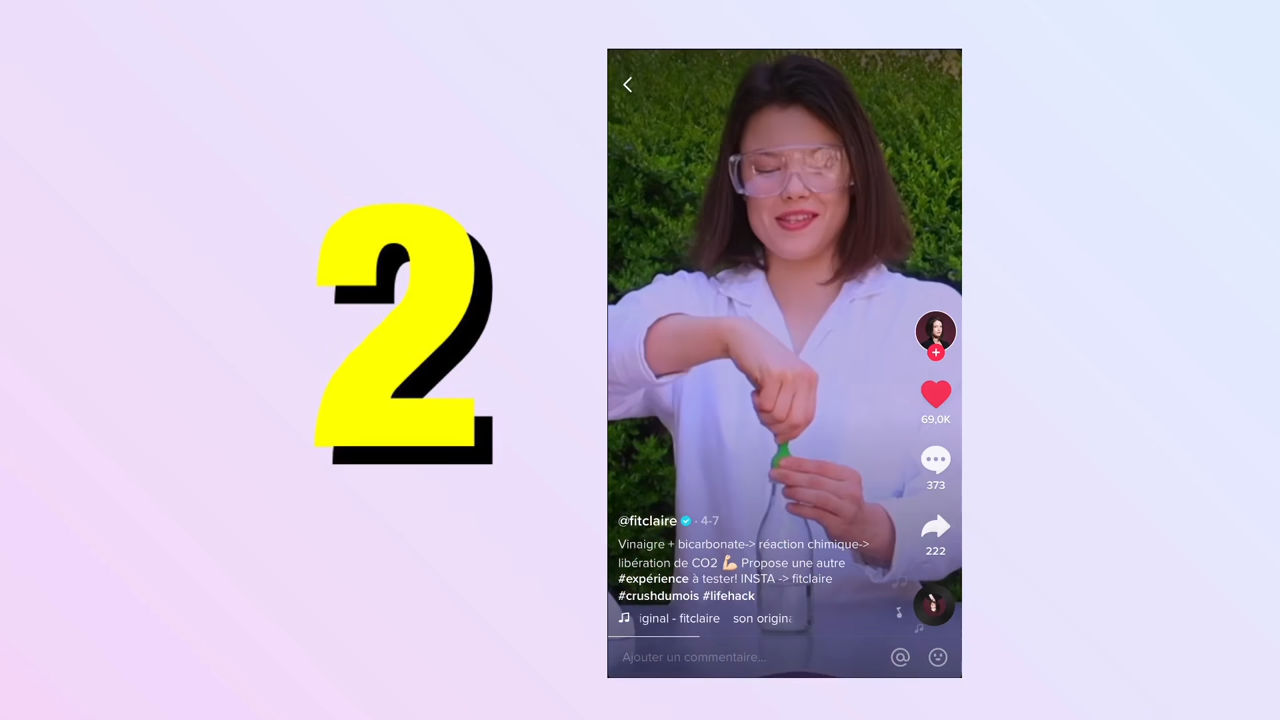 2
69,0K
373
222
@fitclaire · 4-7
Vinaigre + bicarbonate-> réaction chimique->
libération de CO2 💪🏻 Propose une autre
#expérience à tester! INSTA -> fitclaire
#crushdumois #lifehack
iginal - fitclaire son origina
Ajouter un commentaire...